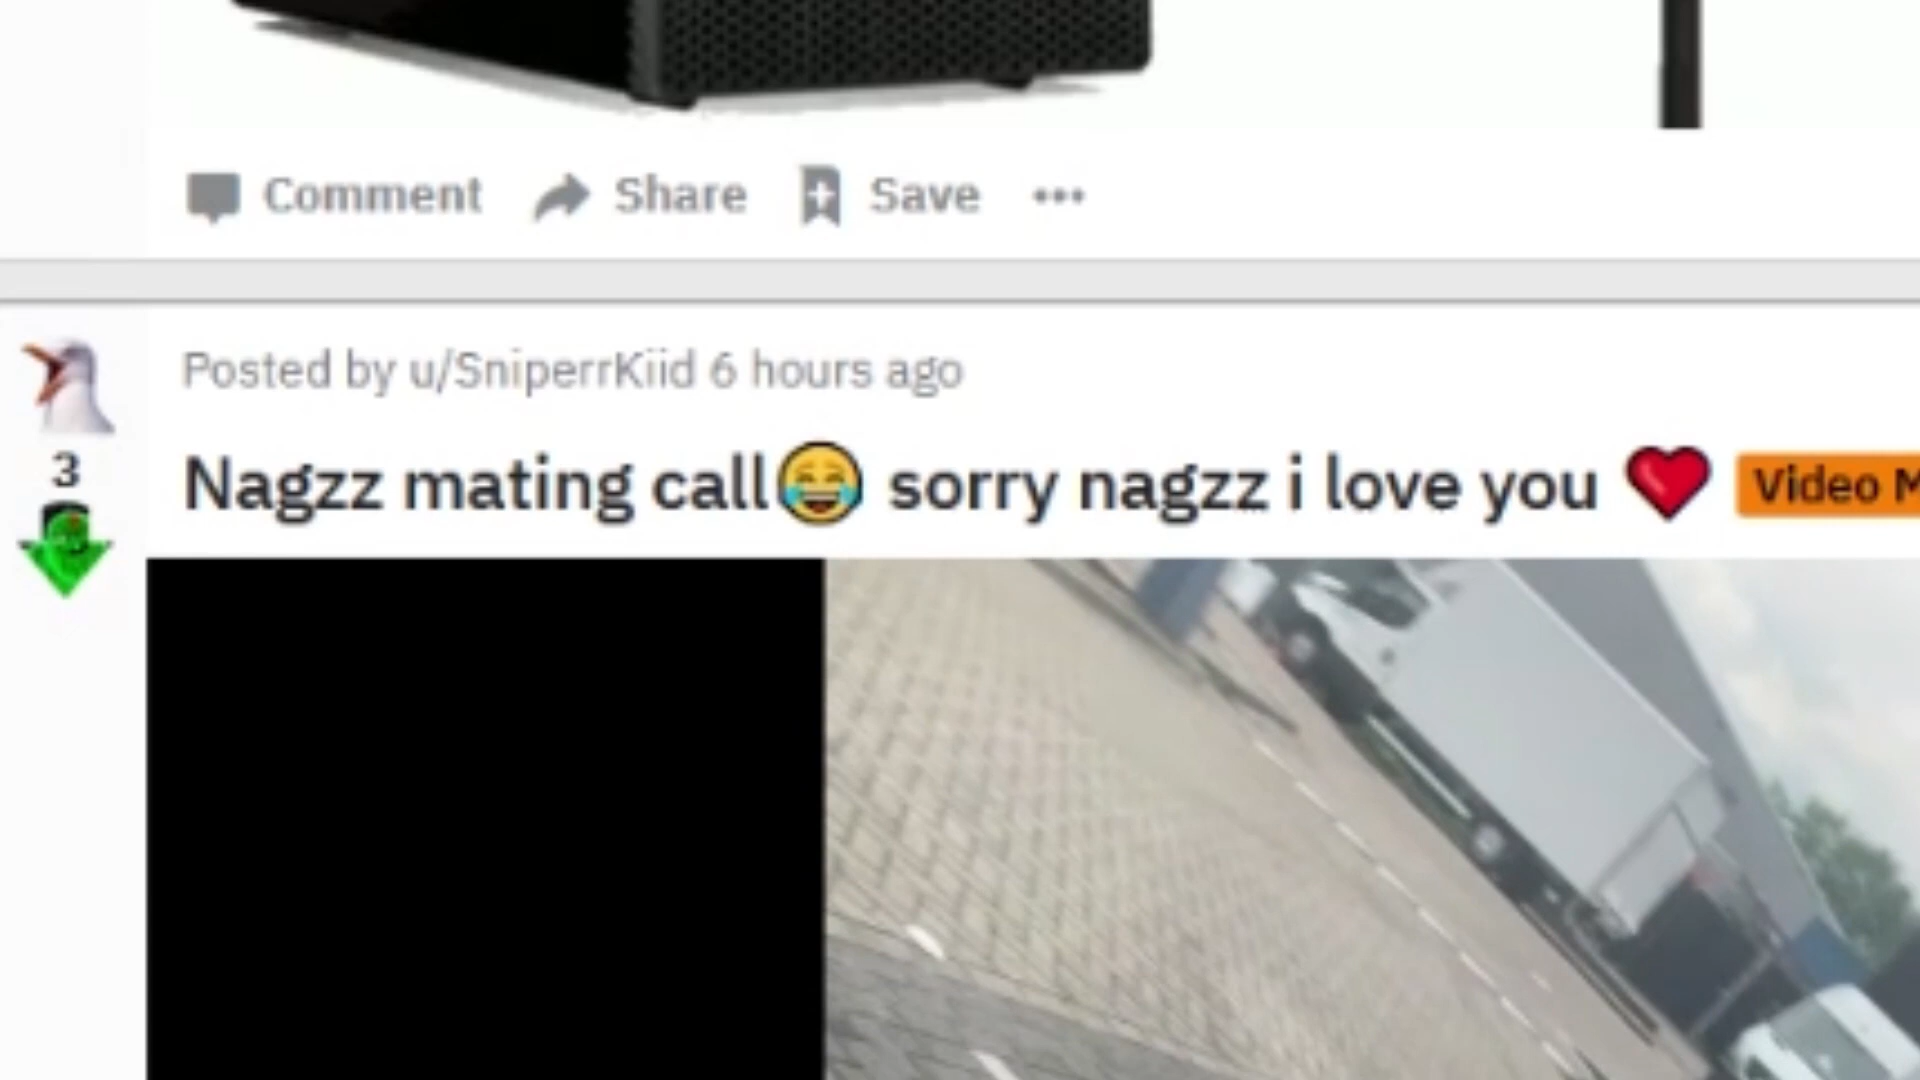 Comment Share Save
Posted by u/SniperrKiid 6 hours ago
3
Nagzz mating call😂 sorry nagzz i love you ❤️ Video M